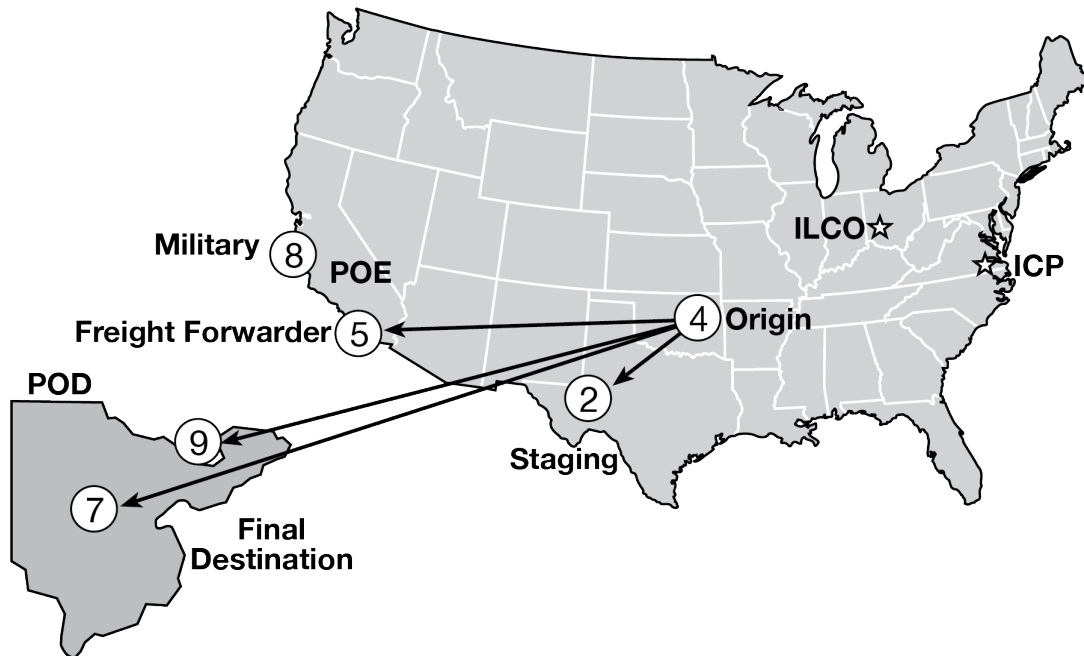 ILCO
Military
8
POE
ICP
Freight Forwarder
5
4
Origin
POD
2
9
Staging
7
Final
Destination